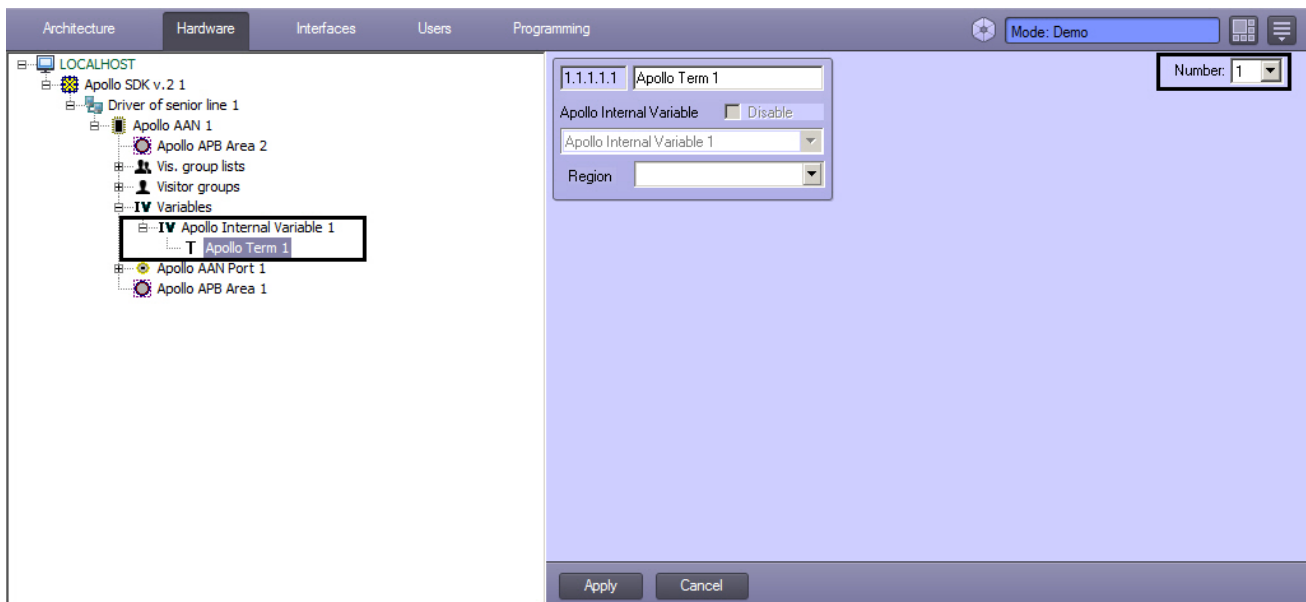 Architecture Hardware Interfaces Users Programming Mode: Demo
LOCALHOST
Apollo SDK v.2 1
Driver of senior line 1
Apollo AAN 1
Apollo APB Area 2
Vis. group lists
Visitor groups
IV Variables
IV Apollo Internal Variable 1
T Apollo Term 1
Apollo AAN Port 1
Apollo APB Area 1
1.1.1.1.1 Apollo Term 1
Apollo Internal Variable Disable
Apollo Internal Variable 1
Region
Number: 1
Apply Cancel